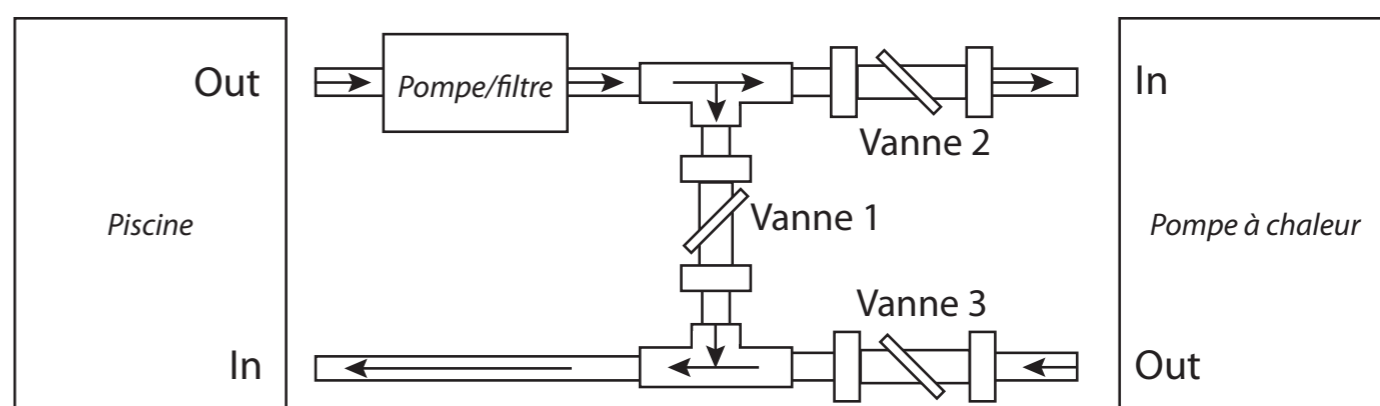 Out
Pompe/filtre
In
Vanne 2
Piscine
Vanne 1
Pompe à chaleur
Vanne 3
In
Out